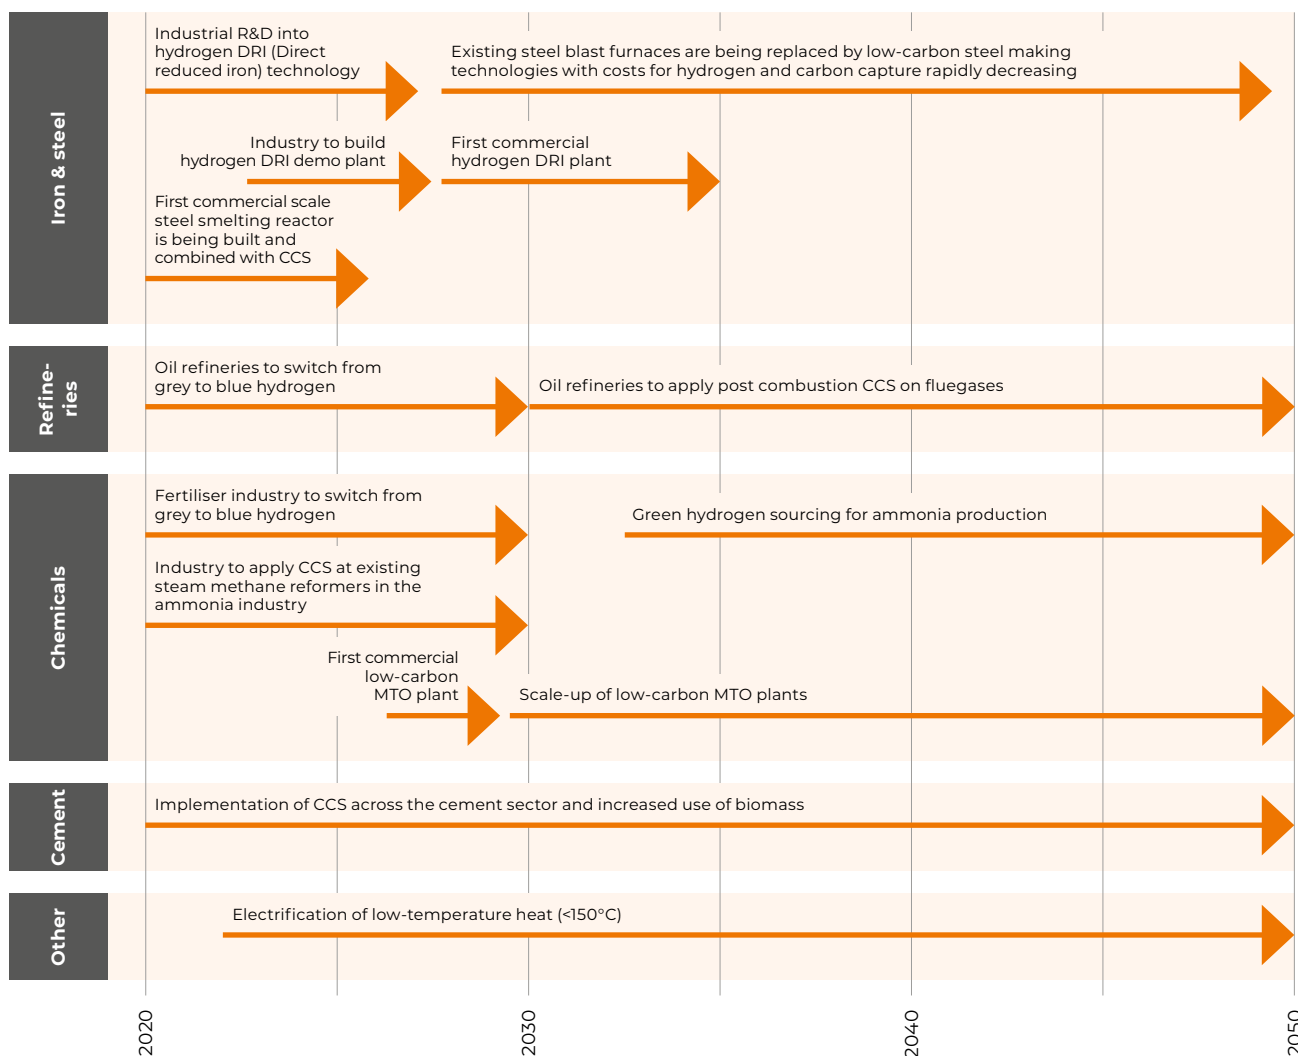 Iron & steel
Industrial R&D into
hydrogen DRI (Direct
reduced iron) technology
Existing steel blast furnaces are being replaced by low-carbon steel making
technologies with costs for hydrogen and carbon capture rapidly decreasing
Industry to build
hydrogen DRI demo plant
First commercial
hydrogen DRI plant
First commercial scale
steel smelting reactor
is being built and
combined with CCS
Refine-
ries
Oil refineries to switch from
grey to blue hydrogen
Oil refineries to apply post combustion CCS on fluegases
Chemicals
Fertiliser industry to switch from
grey to blue hydrogen
Green hydrogen sourcing for ammonia production
Industry to apply CCS at existing
steam methane reformers in the
ammonia industry
First commercial
low-carbon
MTO plant
Scale-up of low-carbon MTO plants
Cement
Implementation of CCS across the cement sector and increased use of biomass
Other
Electrification of low-temperature heat (<150°C)
2020
2030
2040
2050